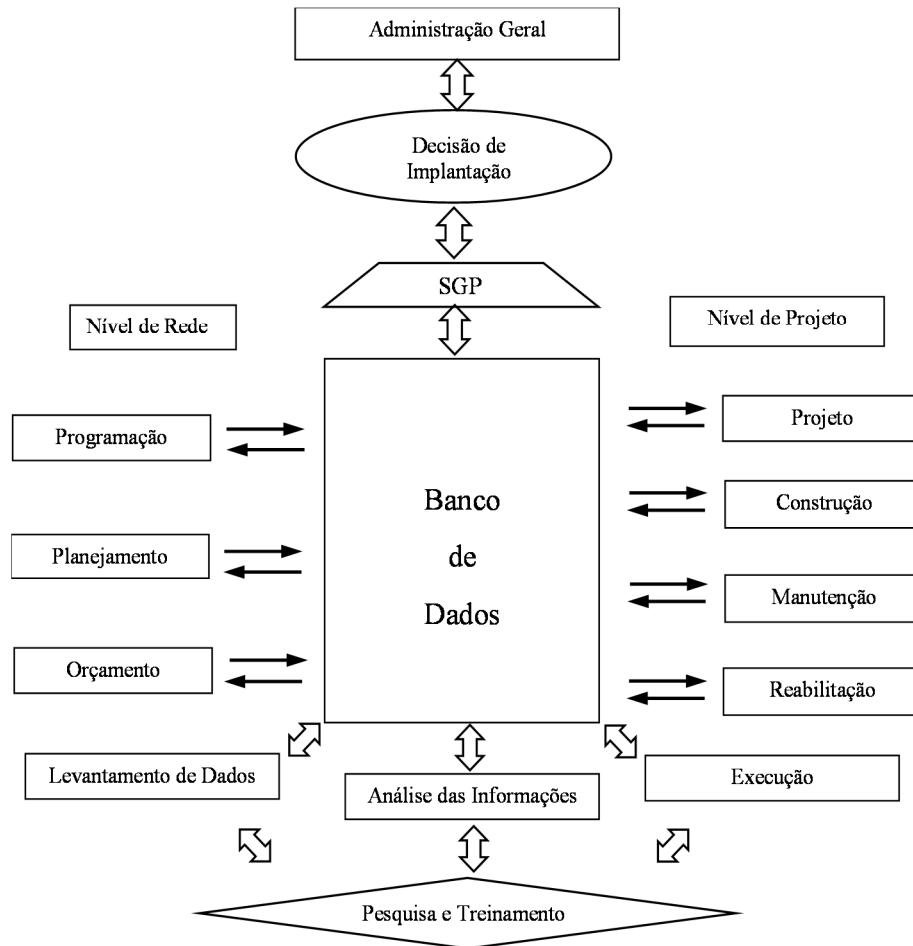 Administração Geral
Decisão de
Implantação
SGP
Nível de Rede
Nível de Projeto
Programação
Projeto
Banco
de
Dados
Construção
Planejamento
Manutenção
Orçamento
Reabilitação
Levantamento de Dados
Análise das Informações
Execução
Pesquisa e Treinamento